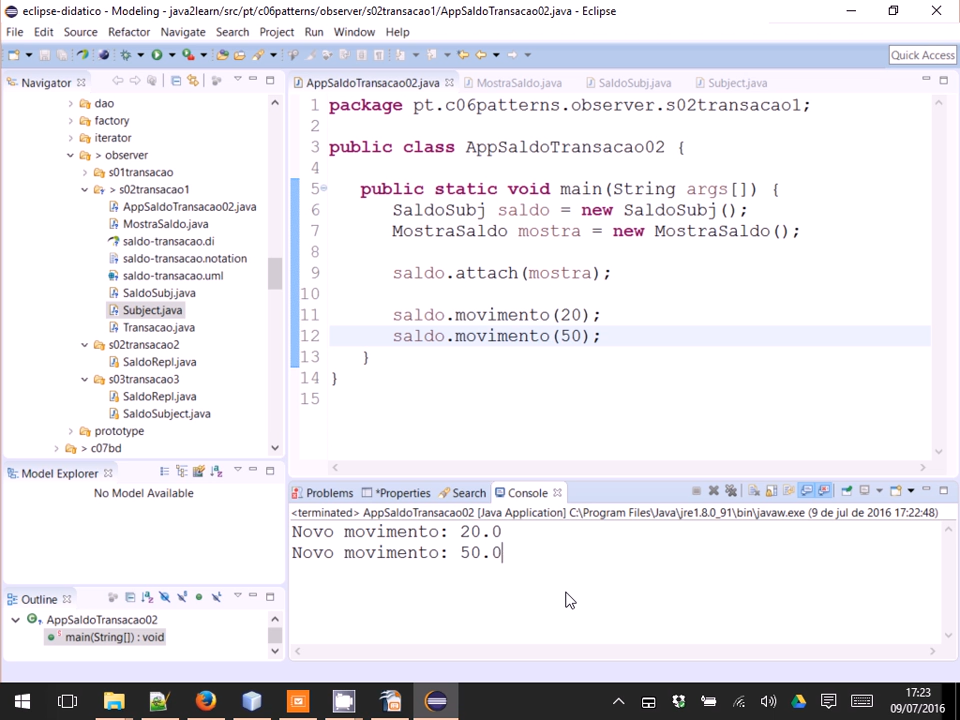 eclipse-didatico - Modeling - java2learn/src/pt/c06patterns/observer/s02transacao1/AppSaldoTransacao02.java - Eclipse
File Edit Source Refactor Navigate Search Project Run Window Help
Quick Access
Navigator
dao
factory
iterator
> observer
s01transacao
> s02transacao1
AppSaldoTransacao02.java
MostraSaldo.java
saldo-transacao.di
saldo-transacao.notation
saldo-transacao.uml
SaldoSubj.java
Subject.java
Transacao.java
s02transacao2
SaldoRepl.java
s03transacao3
SaldoRepl.java
SaldoSubject.java
prototype
> c07bd
Model Explorer
No Model Available
Outline
AppSaldoTransacao02
main(String[]) : void
AppSaldoTransacao02.java MostraSaldo.java SaldoSubj.java Subject.java
1 package pt.c06patterns.observer.s02transacao1;
2
3 public class AppSaldoTransacao02 {
4
5 public static void main(String args[]) {
6 SaldoSubj saldo = new SaldoSubj();
7 MostraSaldo mostra = new MostraSaldo();
8
9 saldo.attach(mostra);
10
11 saldo.movimento(20);
12 saldo.movimento(50);
13 }
14 }
15
Problems *Properties Search Console
<terminated> AppSaldoTransacao02 [Java Application] C:\Program Files\Java\jre1.8.0_91\bin\javaw.exe (9 de jul de 2016 17:22:48)
Novo movimento: 20.0
Novo movimento: 50.0
17:23
09/07/2016